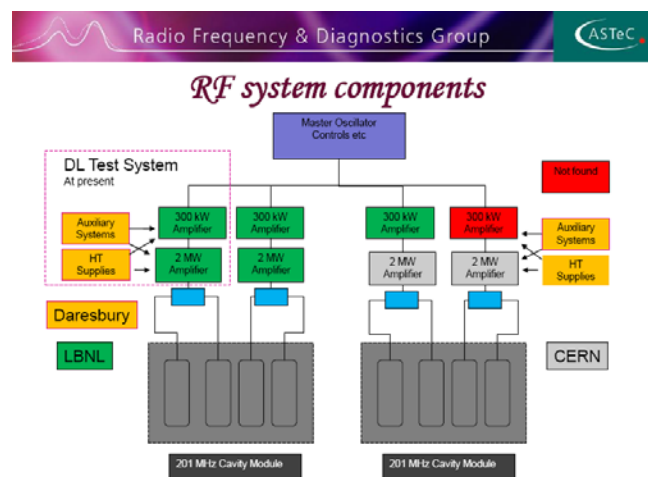 Radio Frequency & Diagnostics Group
ASTeC
RF system components
Master Oscillator
Controls etc
DL Test System
At present
Not found
300 kW
Amplifier
300 kW
Amplifier
300 kW
Amplifier
300 kW
Amplifier
Auxiliary
Systems
Auxiliary
Systems
HT
Supplies
2 MW
Amplifier
2 MW
Amplifier
2 MW
Amplifier
2 MW
Amplifier
HT
Supplies
Daresbury
LBNL
CERN
201 MHz Cavity Module
201 MHz Cavity Module